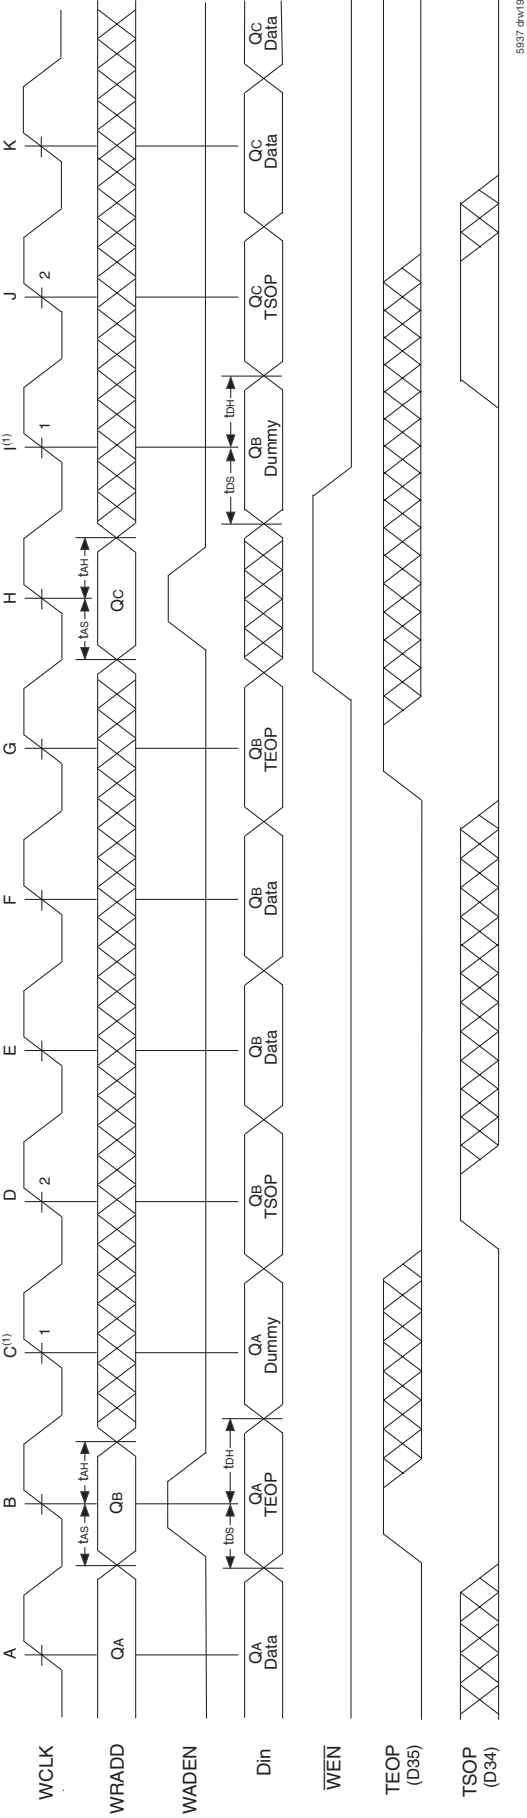 A B C(1) D E F G H I(1) J K
WCLK 1 2 1 2
tAS tAH tAS tAH
WRADD QA QB QC
WADEN
tDS tDH tDS tDH
Din QA Data QA TEOP QA Dummy QB TSOP QB Data QB Data QB TEOP QB Dummy QC TSOP QC Data QC Data
WEN
TEOP (D35)
TSOP (D34)
5937 drw19